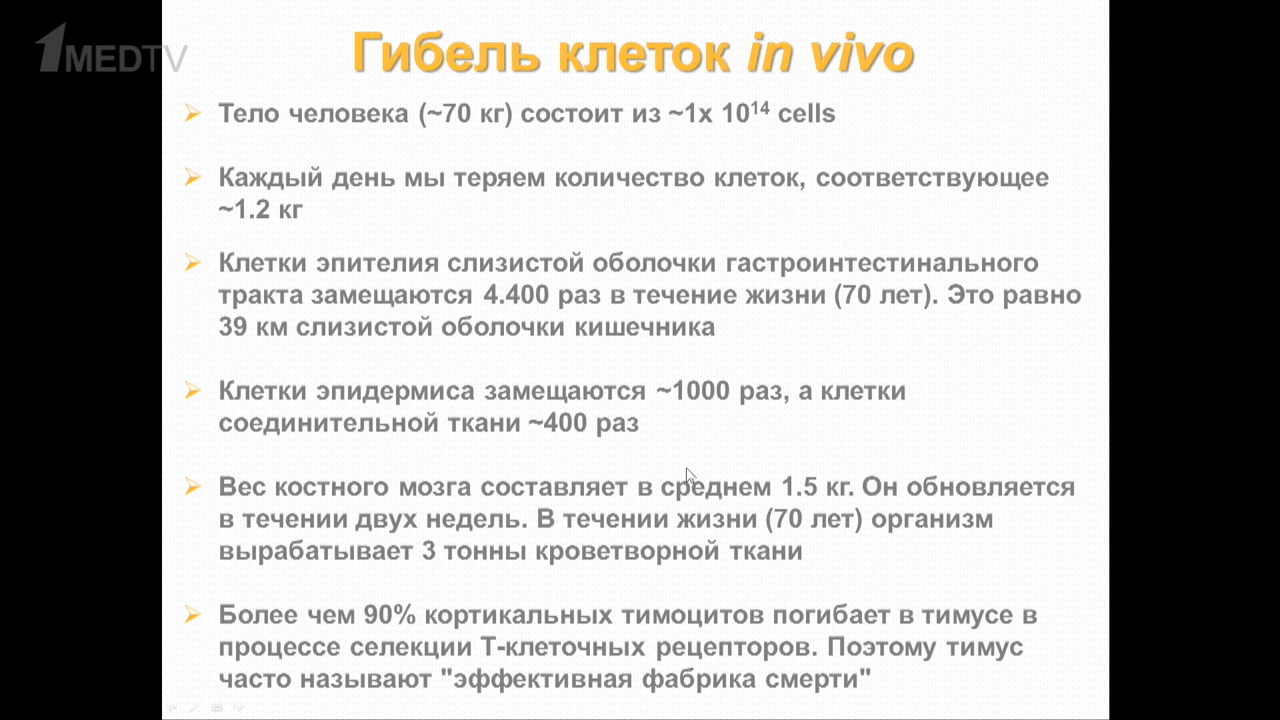 1MEDTV
Гибель клеток in vivo
Тело человека (~70 кг) состоит из ~1x 10¹⁴ cells
Каждый день мы теряем количество клеток, соответствующее
~1.2 кг
Клетки эпителия слизистой оболочки гастроинтестинального
тракта замещаются 4.400 раз в течение жизни (70 лет). Это равно
39 км слизистой оболочки кишечника
Клетки эпидермиса замещаются ~1000 раз, а клетки
соединительной ткани ~400 раз
Вес костного мозга составляет в среднем 1.5 кг. Он обновляется
в течении двух недель. В течении жизни (70 лет) организм
вырабатывает 3 тонны кроветворной ткани
Более чем 90% кортикальных тимоцитов погибает в тимусе в
процессе селекции Т-клеточных рецепторов. Поэтому тимус
часто называют "эффективная фабрика смерти"